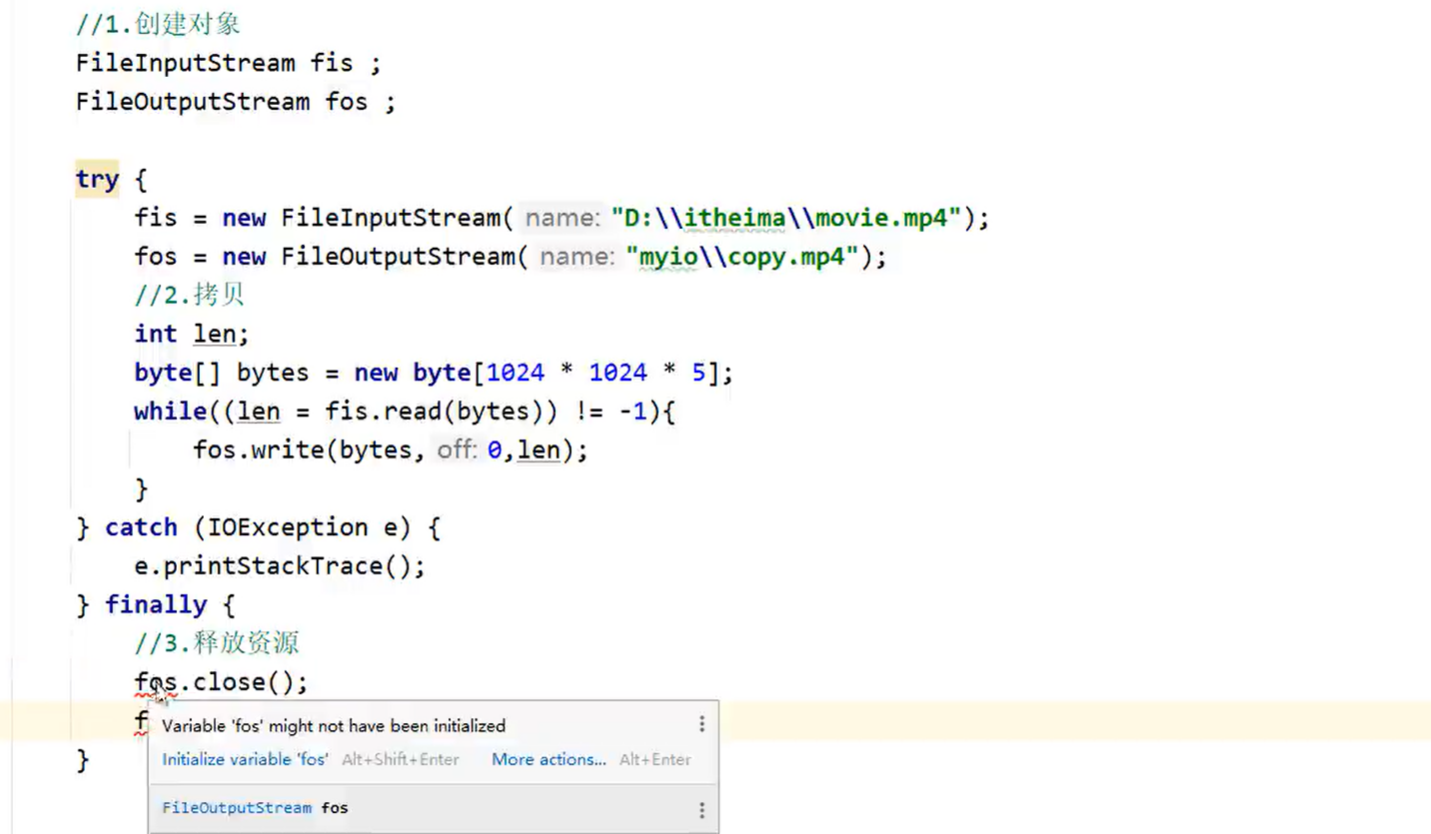 //1.创建对象
FileInputStream fis ;
FileOutputStream fos ;
try {
fis = new FileInputStream( name: "D:\\itheima\\movie.mp4");
fos = new FileOutputStream( name: "myio\\copy.mp4");
//2.拷贝
int len;
byte[] bytes = new byte[1024 * 1024 * 5];
while((len = fis.read(bytes)) != -1){
fos.write(bytes, off: 0,len);
}
} catch (IOException e) {
e.printStackTrace();
} finally {
//3.释放资源
fos.close();
f
Variable 'fos' might not have been initialized
Initialize variable 'fos' Alt+Shift+Enter More actions... Alt+Enter
}
FileOutputStream fos